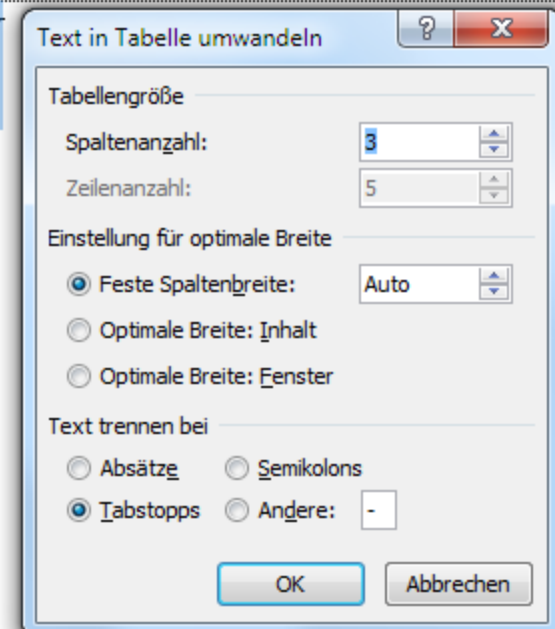 Text in Tabelle umwandeln ? X
Tabellengröße
Spaltenanzahl: 3
Zeilenanzahl: 5
Einstellung für optimale Breite
Feste Spaltenbreite: Auto
Optimale Breite: Inhalt
Optimale Breite: Fenster
Text trennen bei
Absätze Semikolons
Tabstopps Andere: -
OK Abbrechen